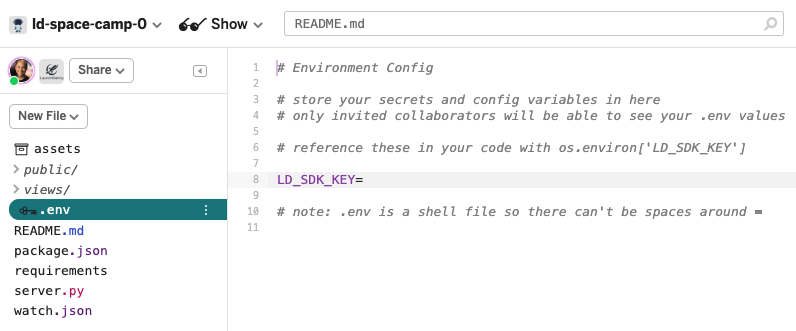 ld-space-camp-0 Show README.md
Share
New File
assets
public/
views/
.env
README.md
package.json
requirements
server.py
watch.json
1 # Environment Config
2
3 # store your secrets and config variables in here
4 # only invited collaborators will be able to see your .env values
5
6 # reference these in your code with os.environ['LD_SDK_KEY']
7
8 LD_SDK_KEY=
9
10 # note: .env is a shell file so there can't be spaces around =
11